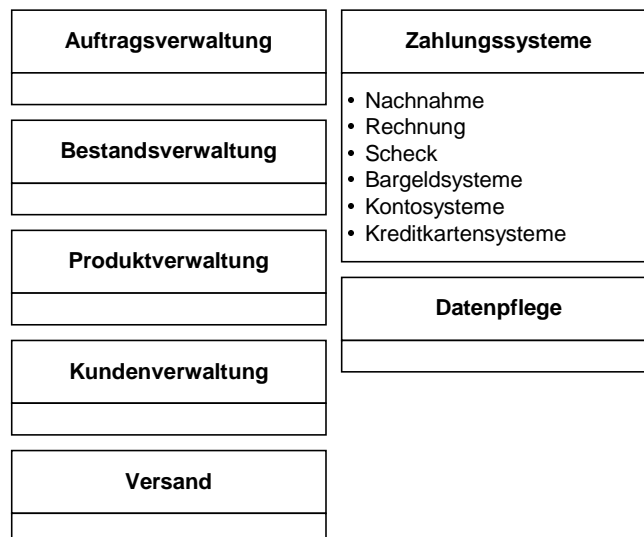 Auftragsverwaltung
Bestandsverwaltung
Produktverwaltung
Kundenverwaltung
Versand
Zahlungssysteme
• Nachnahme
• Rechnung
• Scheck
• Bargeldsysteme
• Kontosysteme
• Kreditkartensysteme
Datenpflege